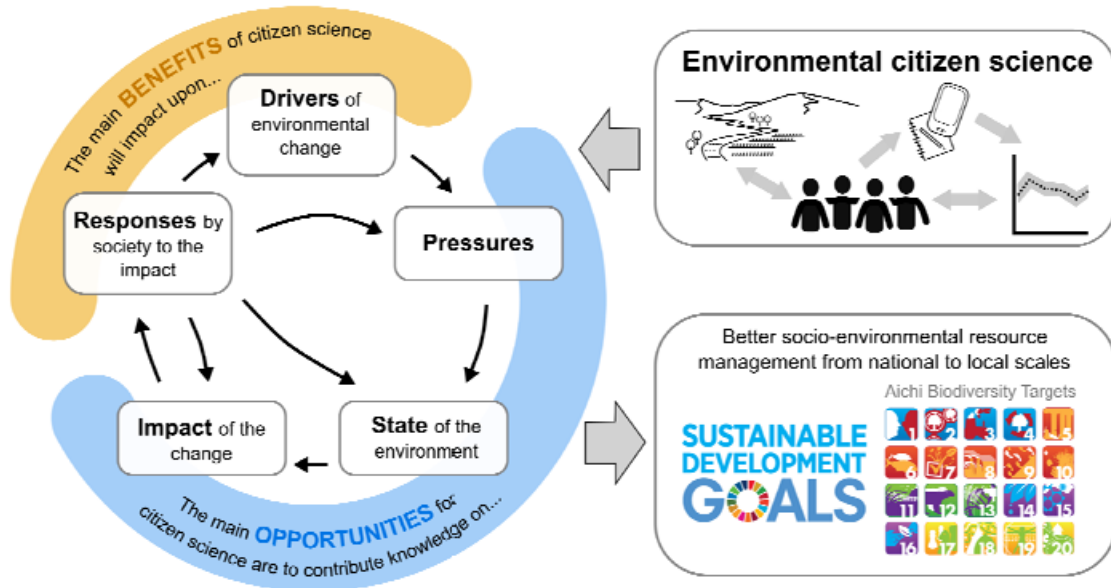 The main BENEFITS of citizen science
will impact upon...
Drivers of
environmental
change
Responses by
society to the
impact
Pressures
Impact of the
change
State of the
environment
The main OPPORTUNITIES for
citizen science are to contribute knowledge on...
Environmental citizen science
Better socio-environmental resource
management from national to local scales
Aichi Biodiversity Targets
SUSTAINABLE
DEVELOPMENT
GOALS
1 2 3 4 5
6 7 8 9 10
11 12 13 14 15
16 17 18 19 20